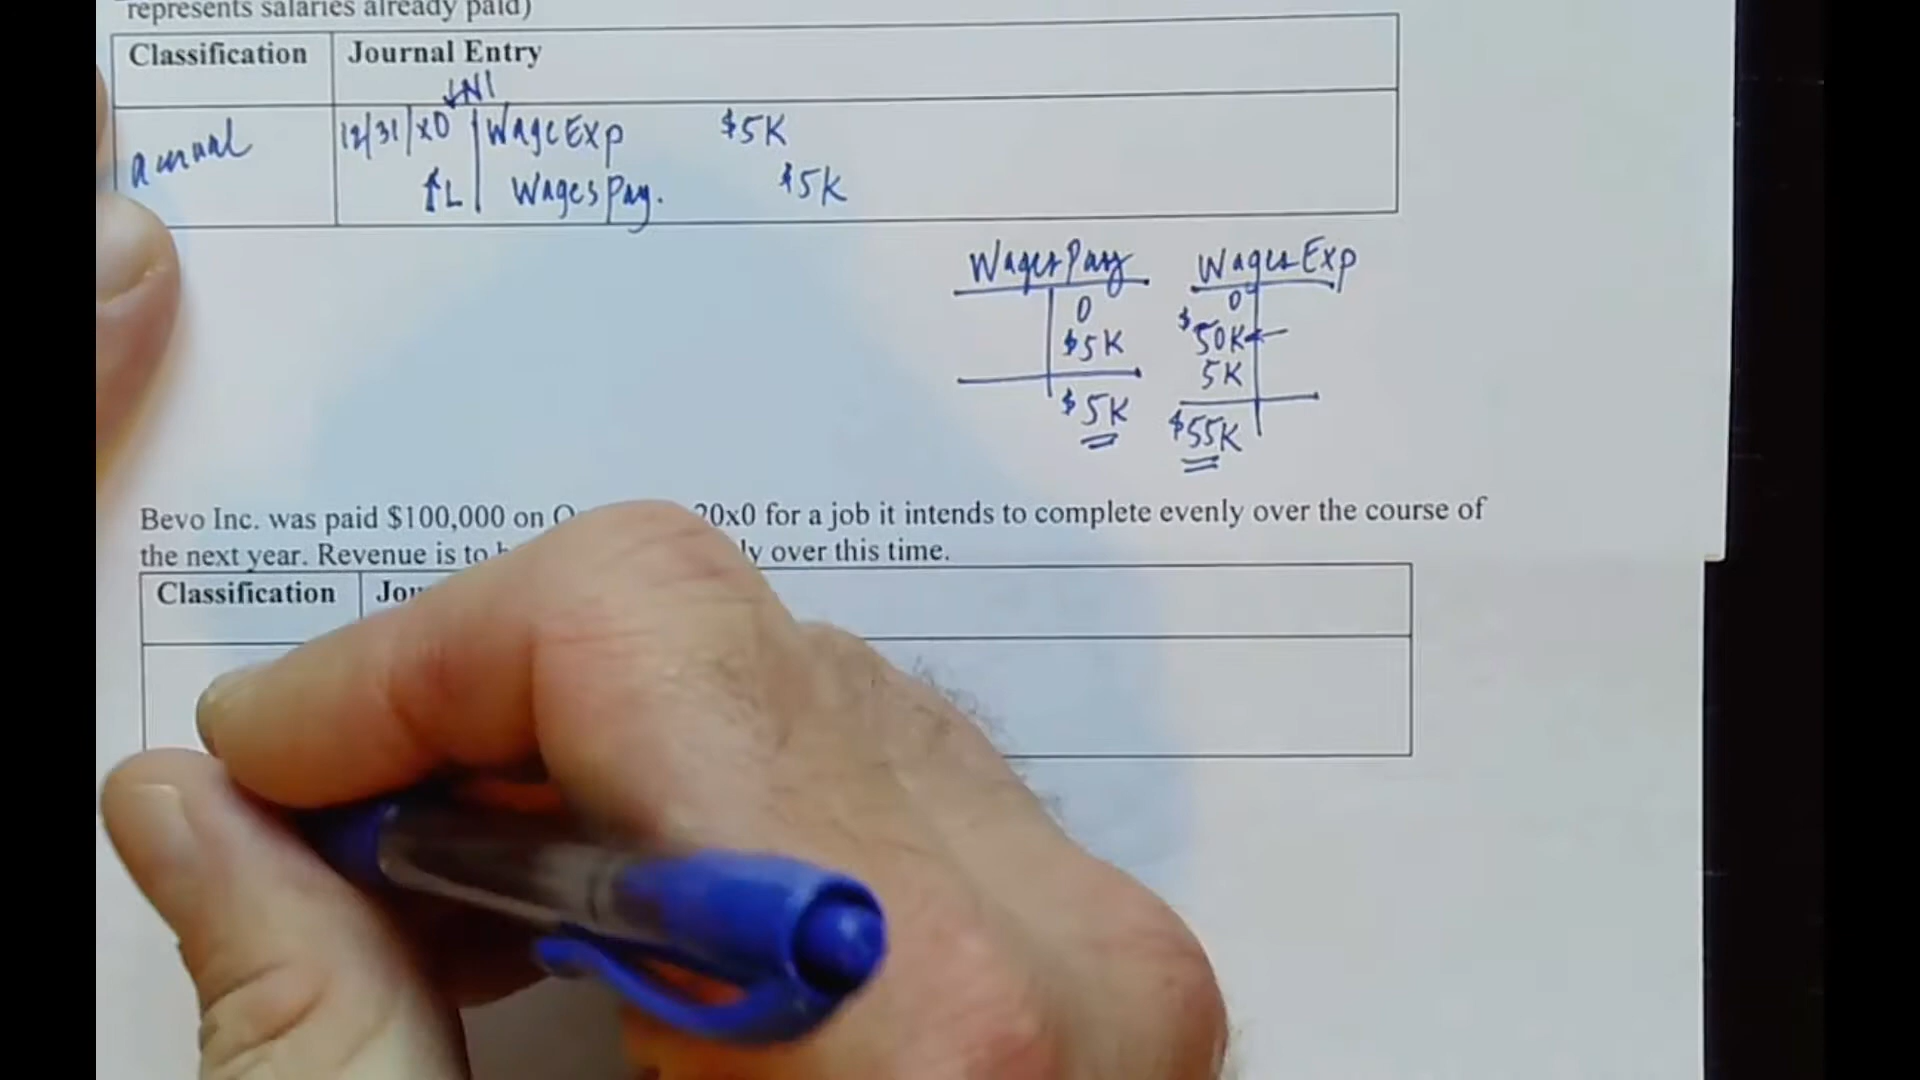 represents salaries already paid)
Classification Journal Entry
↓NI
accrual 12/31/x0 Wage Exp $5K
↑L Wages Pay. $5K
Wages Pay Wages Exp
0 0
$5K $50K
5K
$5K $55K
Bevo Inc. was paid $100,000 on 20x0 for a job it intends to complete evenly over the course of
the next year. Revenue is to over this time.
Classification